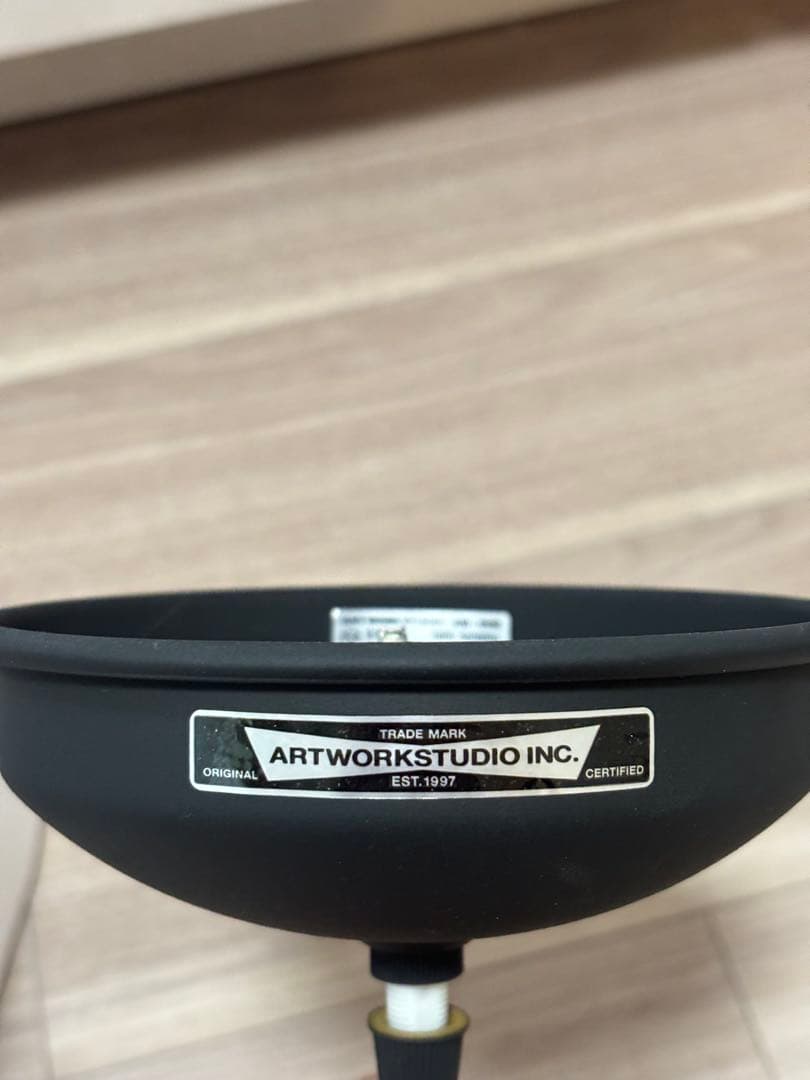 TRADE MARK
ARTWORKSTUDIO INC.
ORIGINAL
CERTIFIED
EST.1997